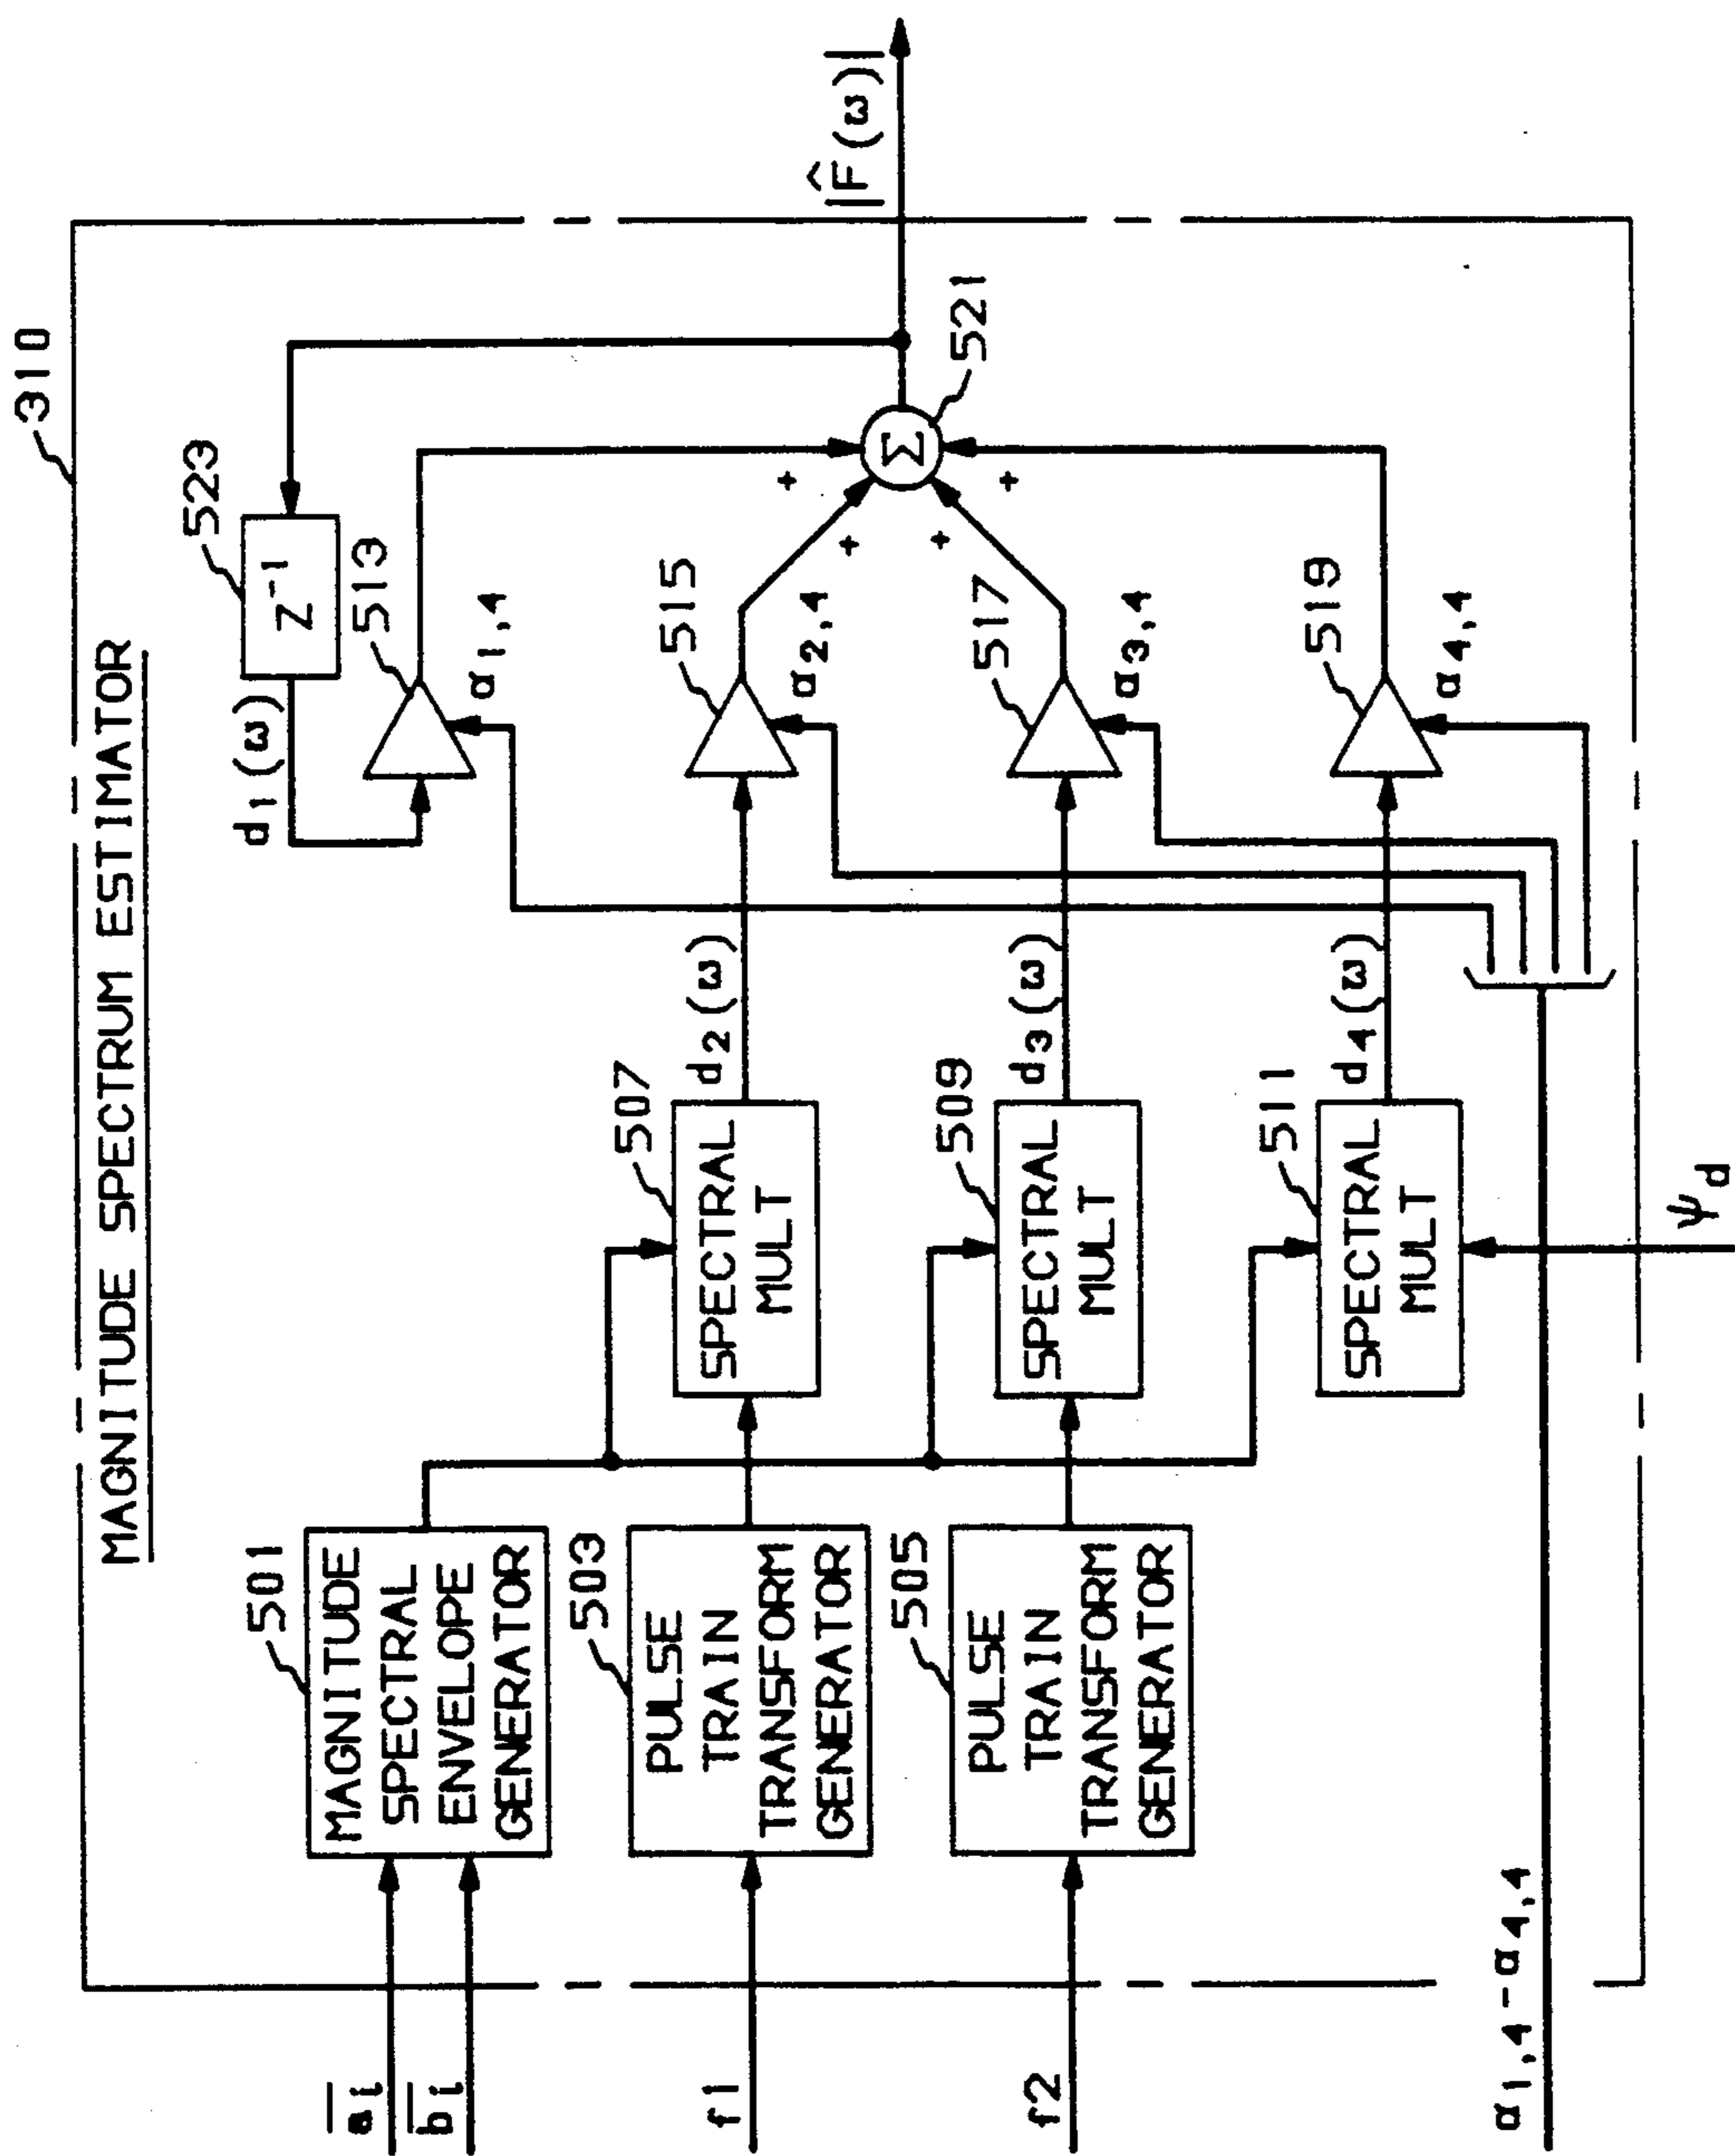 MAGNITUDE SPECTRUM ESTIMATOR
310
523
Z⁻¹
d₁(ω)
513
α₁,₄
501
MAGNITUDE
SPECTRAL
ENVELOPE
GENERATOR
a̅ᵢ
b̅ᵢ
503
PULSE
TRAIN
TRANSFORM
GENERATOR
f1
507
SPECTRAL
MULT
d₂(ω)
515
α₂,₄
+
+
Σ
521
|F̂(ω)|
505
PULSE
TRAIN
TRANSFORM
GENERATOR
f2
509
SPECTRAL
MULT
d₃(ω)
517
α₃,₄
+
+
511
SPECTRAL
MULT
d₄(ω)
519
α₄,₄
α₁,₄-α₄,₄
ψd